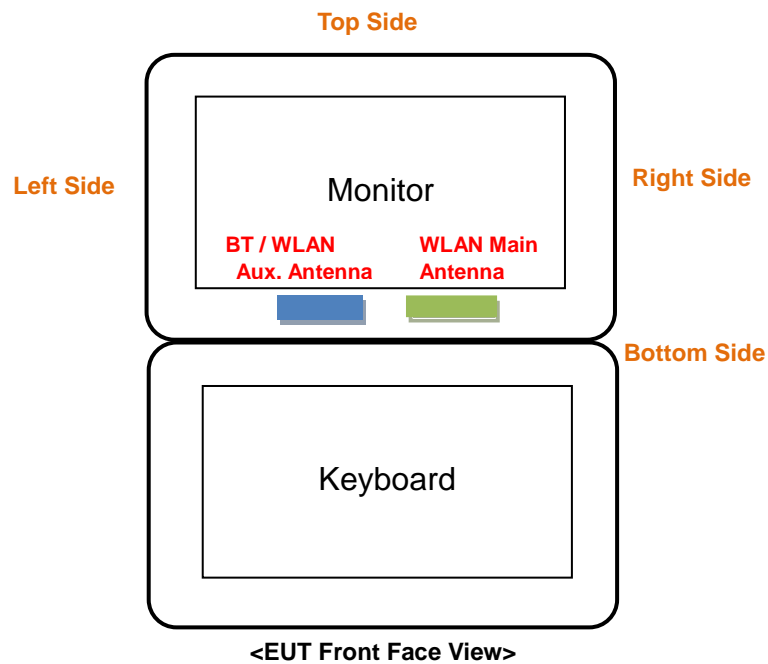 Top Side
Left Side
Right Side
Monitor
BT / WLAN
Aux. Antenna
WLAN Main
Antenna
Bottom Side
Keyboard
<EUT Front Face View>